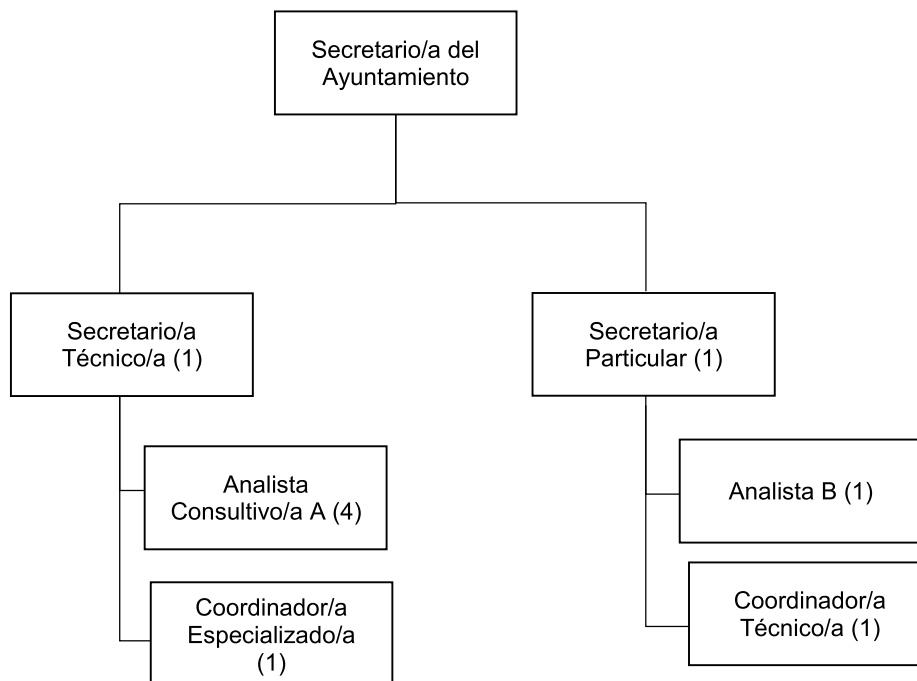 Secretario/a del
Ayuntamiento
Secretario/a
Técnico/a (1)
Secretario/a
Particular (1)
Analista
Consultivo/a A (4)
Analista B (1)
Coordinador/a
Especializado/a
(1)
Coordinador/a
Técnico/a (1)